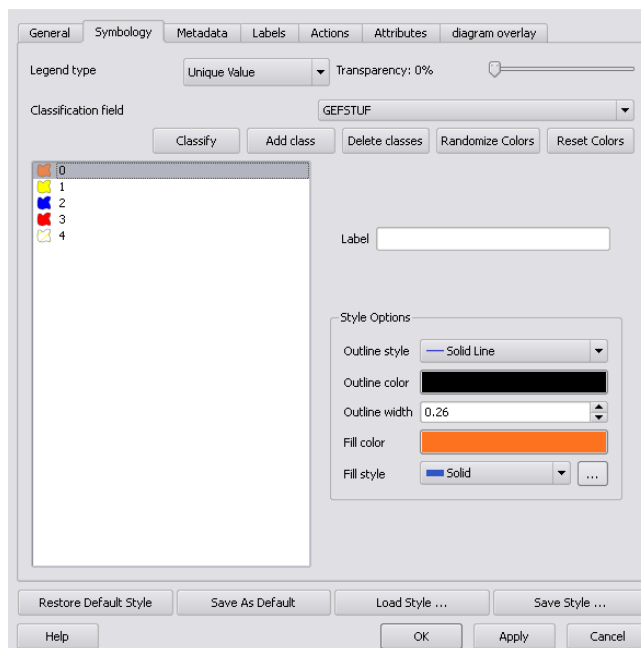 General Symbology Metadata Labels Actions Attributes diagram overlay
Legend type Unique Value Transparency: 0%
Classification field GEFSTUF
Classify Add class Delete classes Randomize Colors Reset Colors
0
1
2
3
4
Label
Style Options
Outline style Solid Line
Outline color
Outline width 0.26
Fill color
Fill style Solid ...
Restore Default Style Save As Default Load Style ... Save Style ...
Help OK Apply Cancel